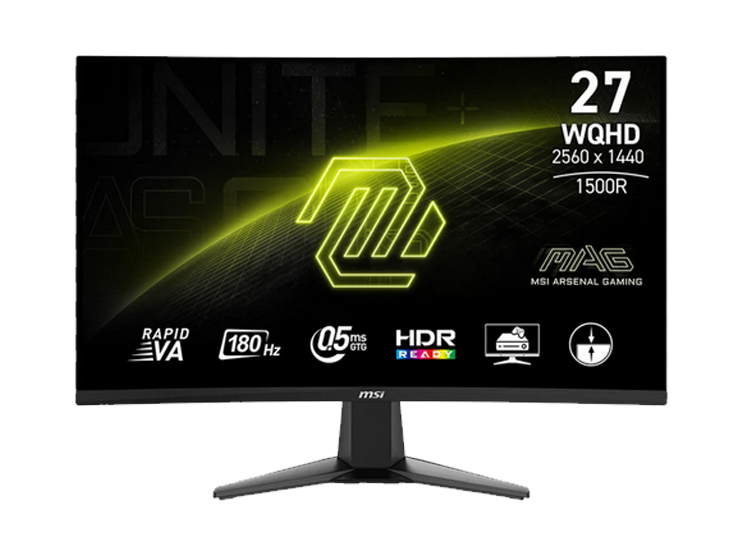 UNITE
27
WQHD
2560 x 1440
1500R
MAG
MSI ARSENAL GAMING
RAPID
VA
180 Hz
0.5ms
GTG
HDR
READY
msi